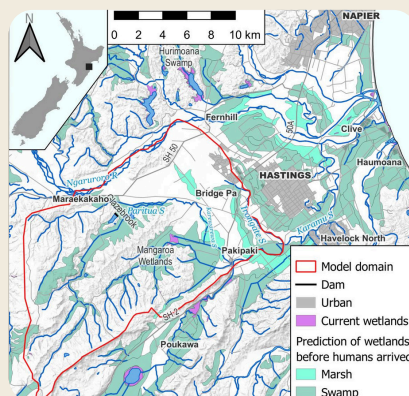 N
0 2 4 6 8 10 km
NAPIER
Hurimoana
Swamp
Fernhill
50A
Clive
SH 50
Haumoana
Ngaruroro R.
HASTINGS
Bridge Pa
Maraekakaho
Paritua S
Irongate S
Karamu S
Havelock North
Mangaroa
Wetlands
Pakipaki
SH 2
Poukawa
Model domain
Dam
Urban
Current wetlands
Prediction of wetlands
before humans arrived
Marsh
Swamp